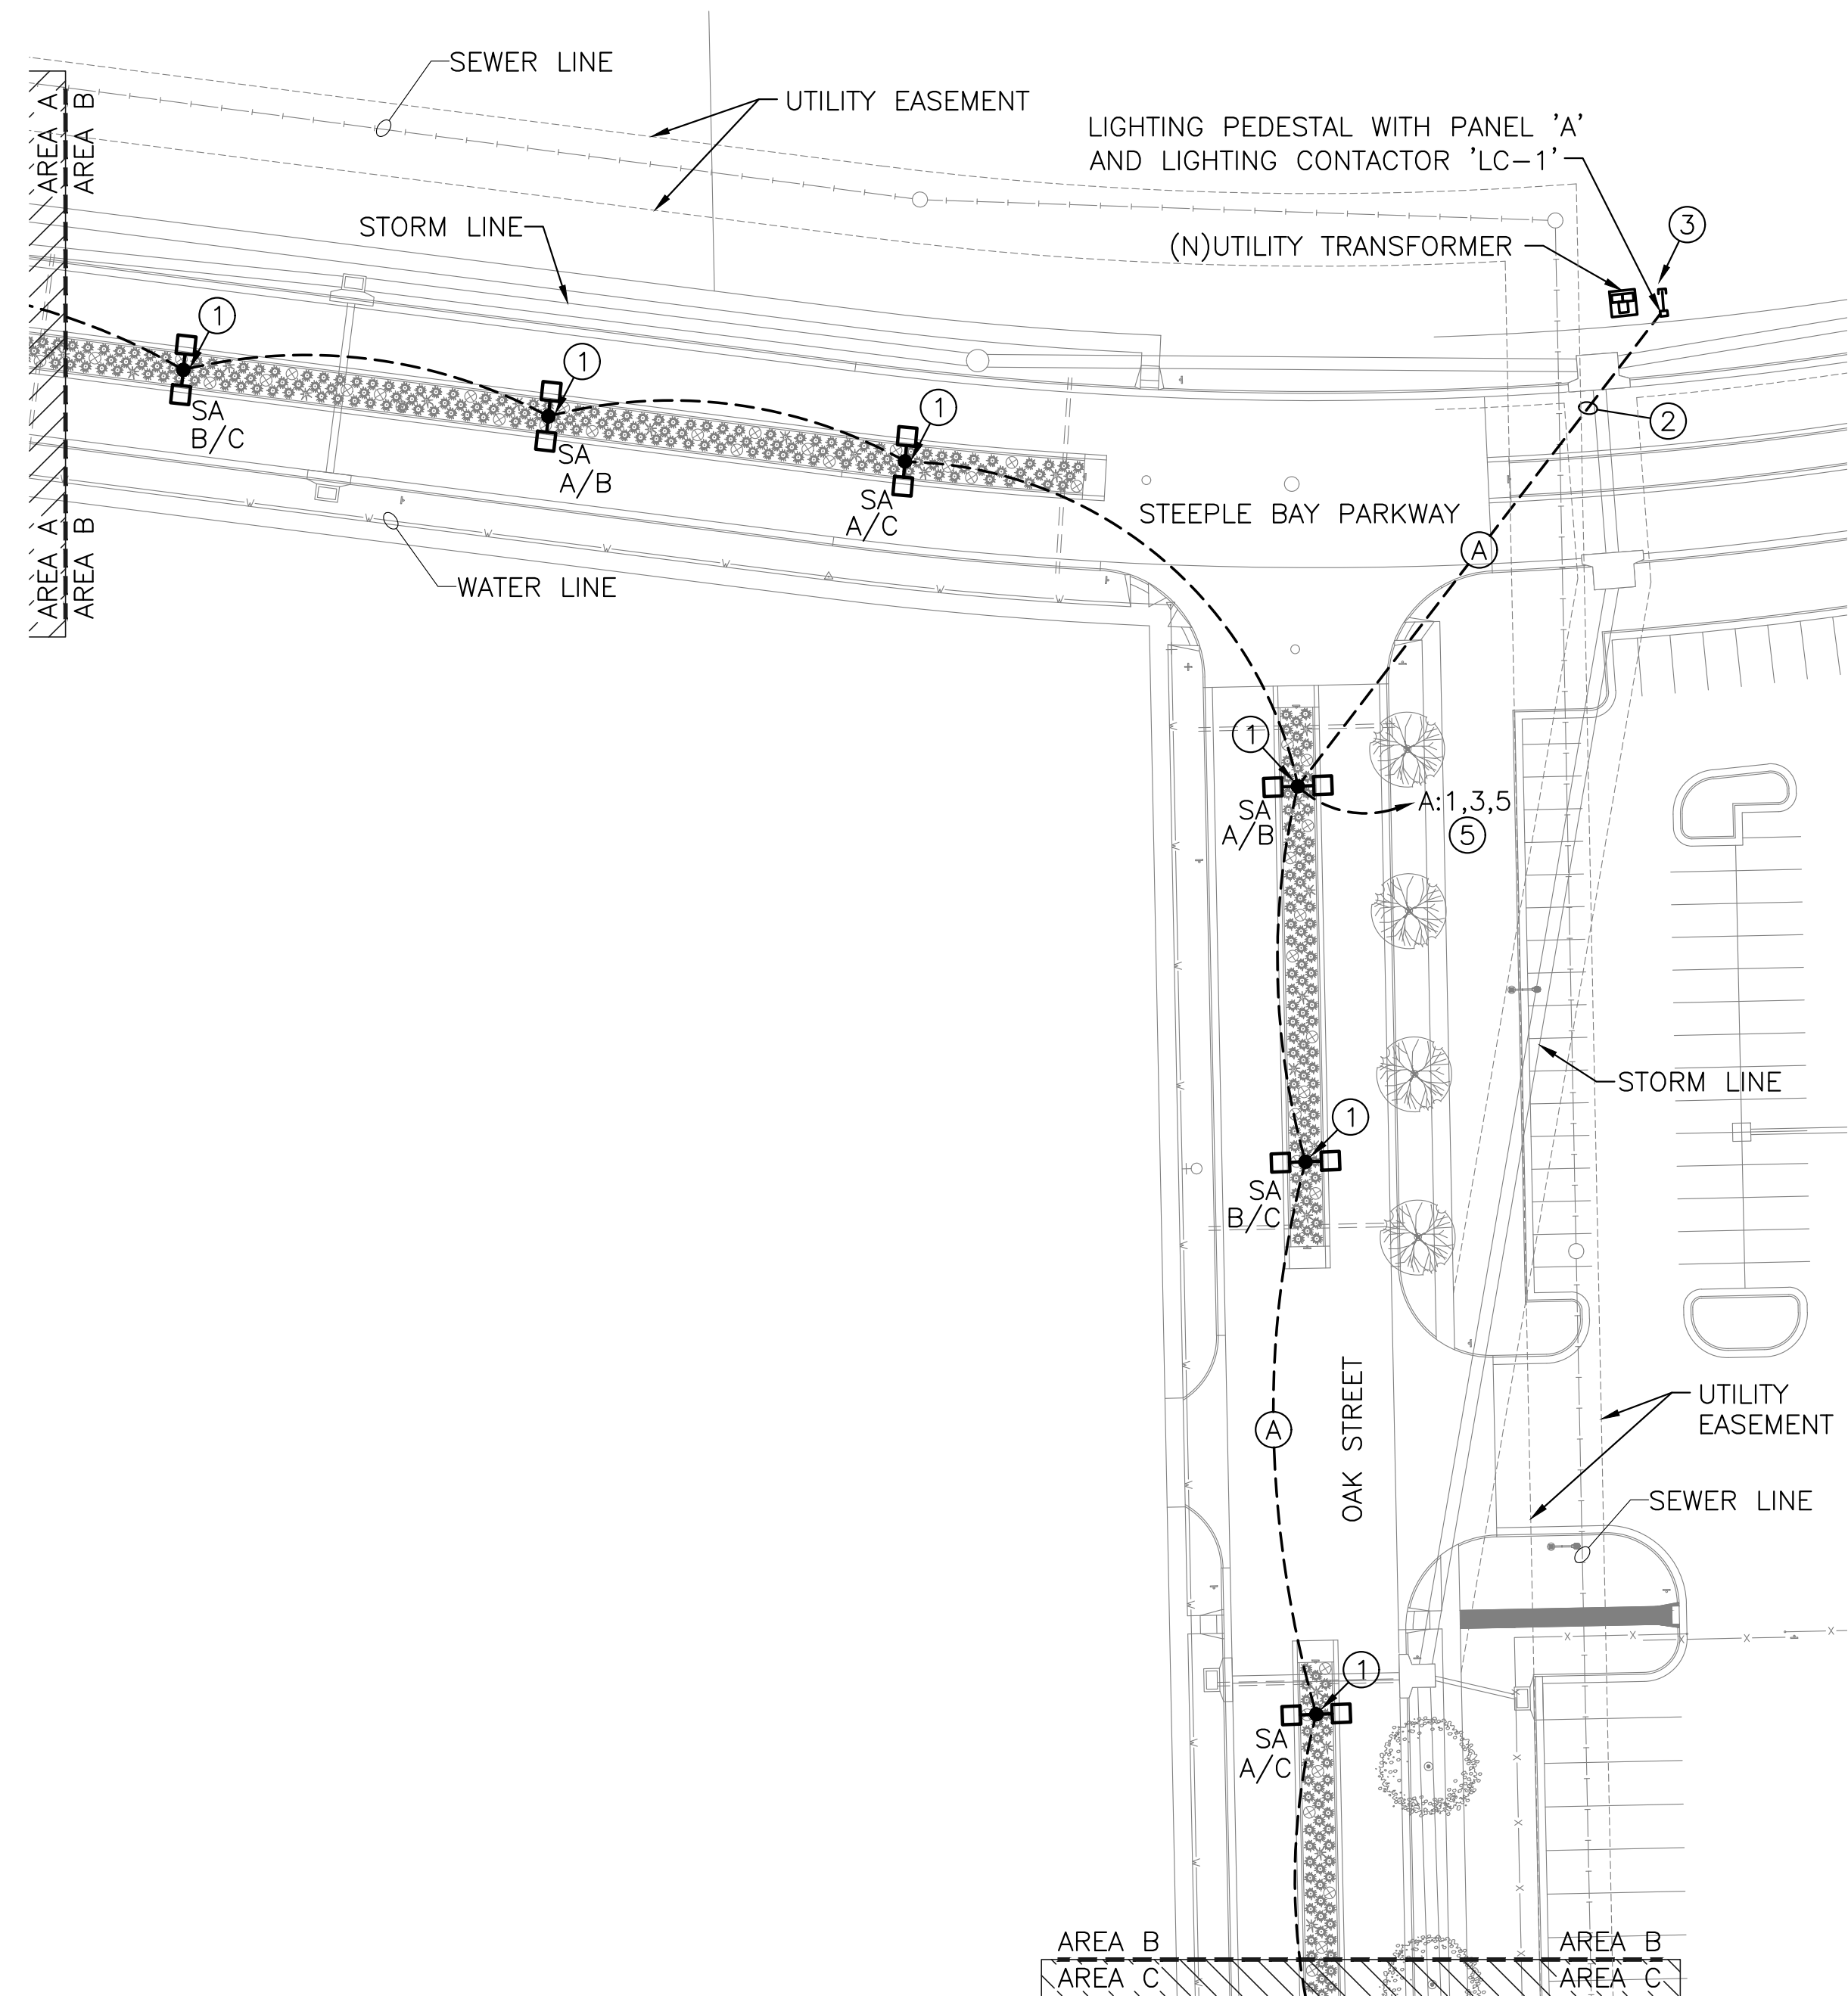 SEWER LINE
UTILITY EASEMENT
LIGHTING PEDESTAL WITH PANEL 'A'
AND LIGHTING CONTACTOR 'LC-1'
AREA A
AREA B
STORM LINE
(N)UTILITY TRANSFORMER
3
1
1
1
2
SA
B/C
SA
A/B
SA
A/C
STEEPLE BAY PARKWAY
A
AREA A
AREA B
WATER LINE
1
SA
A/B
A:1,3,5
5
STORM LINE
1
SA
B/C
OAK STREET
UTILITY
EASEMENT
A
SEWER LINE
1
SA
A/C
AREA B
AREA C
AREA B
AREA C